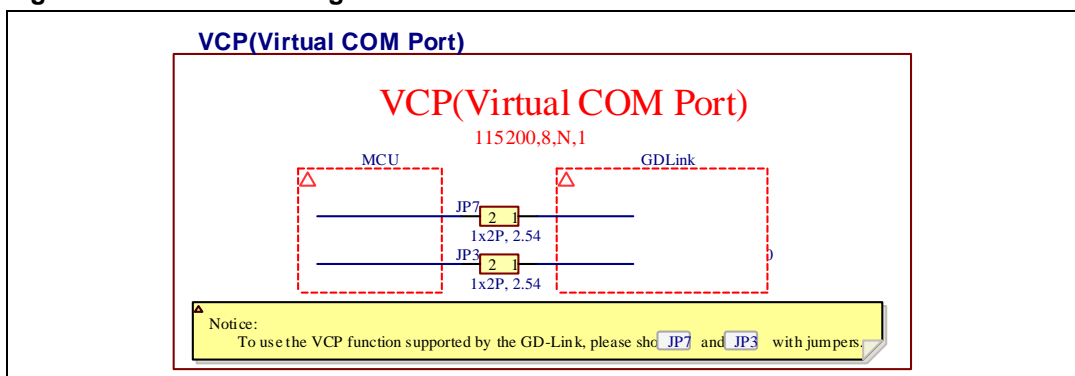 VCP(Virtual COM Port)
VCP(Virtual COM Port)
115200,8,N,1
MCU
GDLink
JP7
2 1
1x2P, 2.54
JP3
2 1
1x2P, 2.54
Notice:
To use the VCP function supported by the GD-Link, please JP7 and JP3 with jumpers.